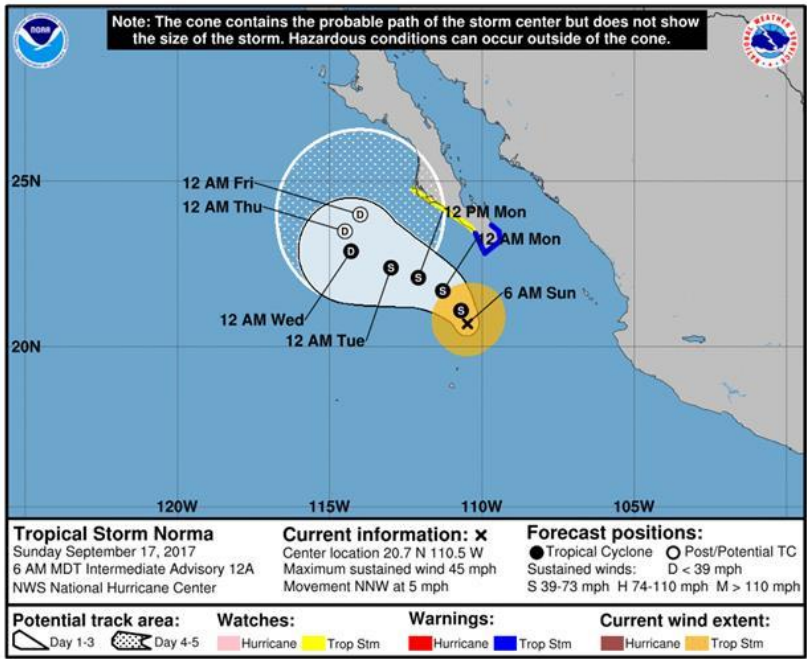 Note: The cone contains the probable path of the storm center but does not show
the size of the storm. Hazardous conditions can occur outside of the cone.
NOAA
NATIONAL WEATHER SERVICE
25N
12 AM Fri
12 AM Thu
12 PM Mon
12 AM Mon
D
D
D
S
S
S
S
6 AM Sun
12 AM Wed
12 AM Tue
20N
120W
115W
110W
105W
Tropical Storm Norma
Sunday September 17, 2017
6 AM MDT Intermediate Advisory 12A
NWS National Hurricane Center
Current information: ×
Center location 20.7 N 110.5 W
Maximum sustained wind 45 mph
Movement NNW at 5 mph
Forecast positions:
Tropical Cyclone Post/Potential TC
Sustained winds: D < 39 mph
S 39-73 mph H 74-110 mph M > 110 mph
Potential track area:
Day 1-3 Day 4-5
Watches:
Hurricane Trop Stm
Warnings:
Hurricane Trop Stm
Current wind extent:
Hurricane Trop Stm